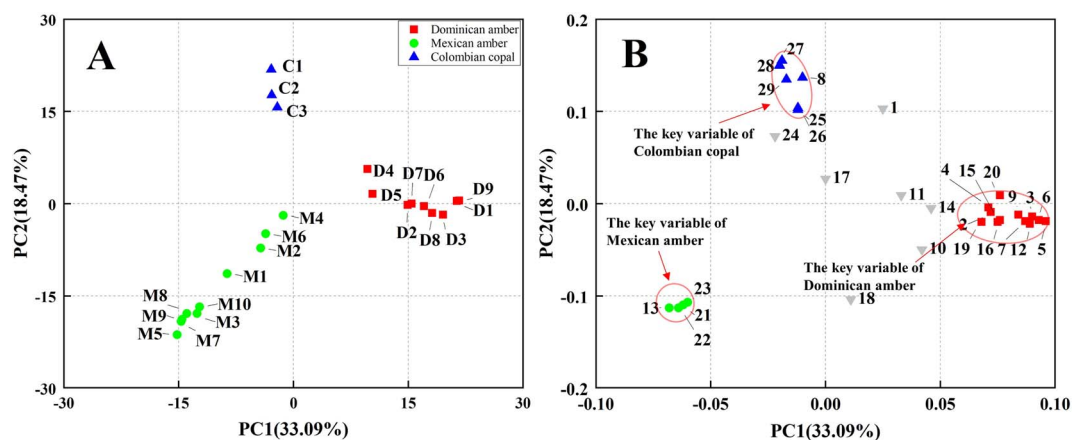 A
Dominican amber
Mexican amber
Colombian copal
C1
C2
C3
D4
D7
D6
D9
D5
D1
D2
D8
D3
M4
M6
M2
M1
M8
M10
M9
M3
M5
M7
30
15
0
-15
-30
PC2(18.47%)
-30
-15
0
15
30
PC1(33.09%)
B
27
28
8
29
1
25
24
26
The key variable of
Colombian copal
17
4
15
20
9
3
6
11
14
2
10
19
16
7
12
5
The key variable of
Mexican amber
The key variable of
Dominican amber
23
13
21
22
18
0.2
0.1
0.0
-0.1
-0.2
PC2(18.47%)
-0.10
-0.05
0.00
0.05
0.10
PC1(33.09%)